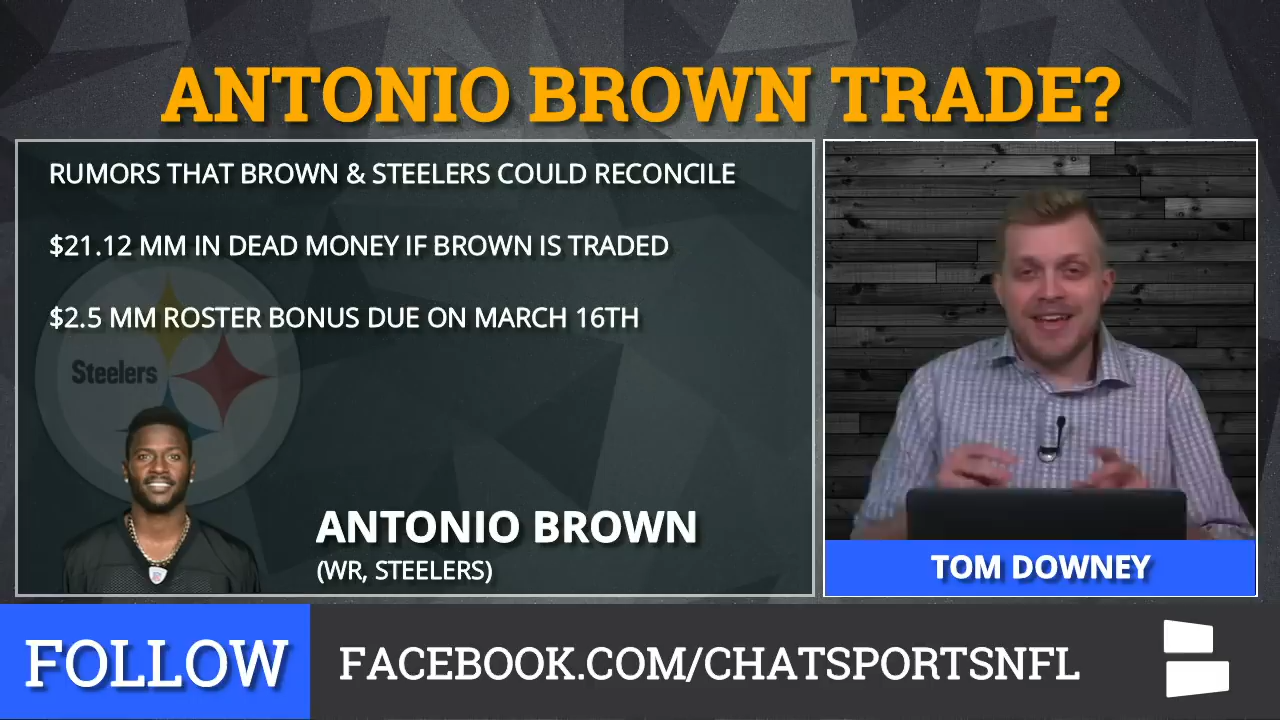 ANTONIO BROWN TRADE?
RUMORS THAT BROWN & STEELERS COULD RECONCILE
$21.12 MM IN DEAD MONEY IF BROWN IS TRADED
$2.5 MM ROSTER BONUS DUE ON MARCH 16TH
Steelers
ANTONIO BROWN
(WR, STEELERS)
TOM DOWNEY
FOLLOW
FACEBOOK.COM/CHATSPORTSNFL